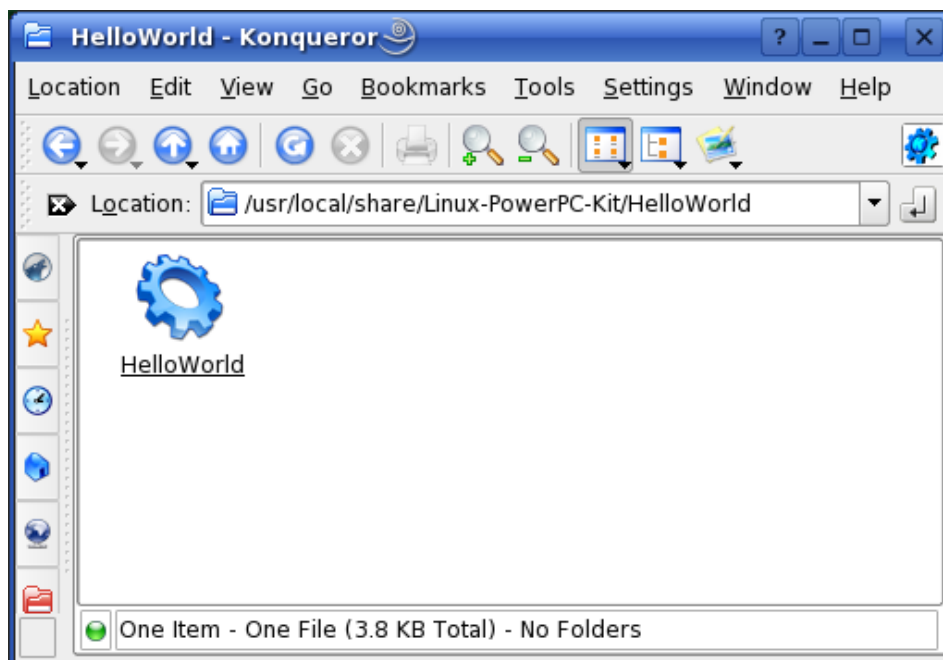 HelloWorld - Konqueror
Location Edit View Go Bookmarks Tools Settings Window Help
Location: /usr/local/share/Linux-PowerPC-Kit/HelloWorld
HelloWorld
One Item - One File (3.8 KB Total) - No Folders